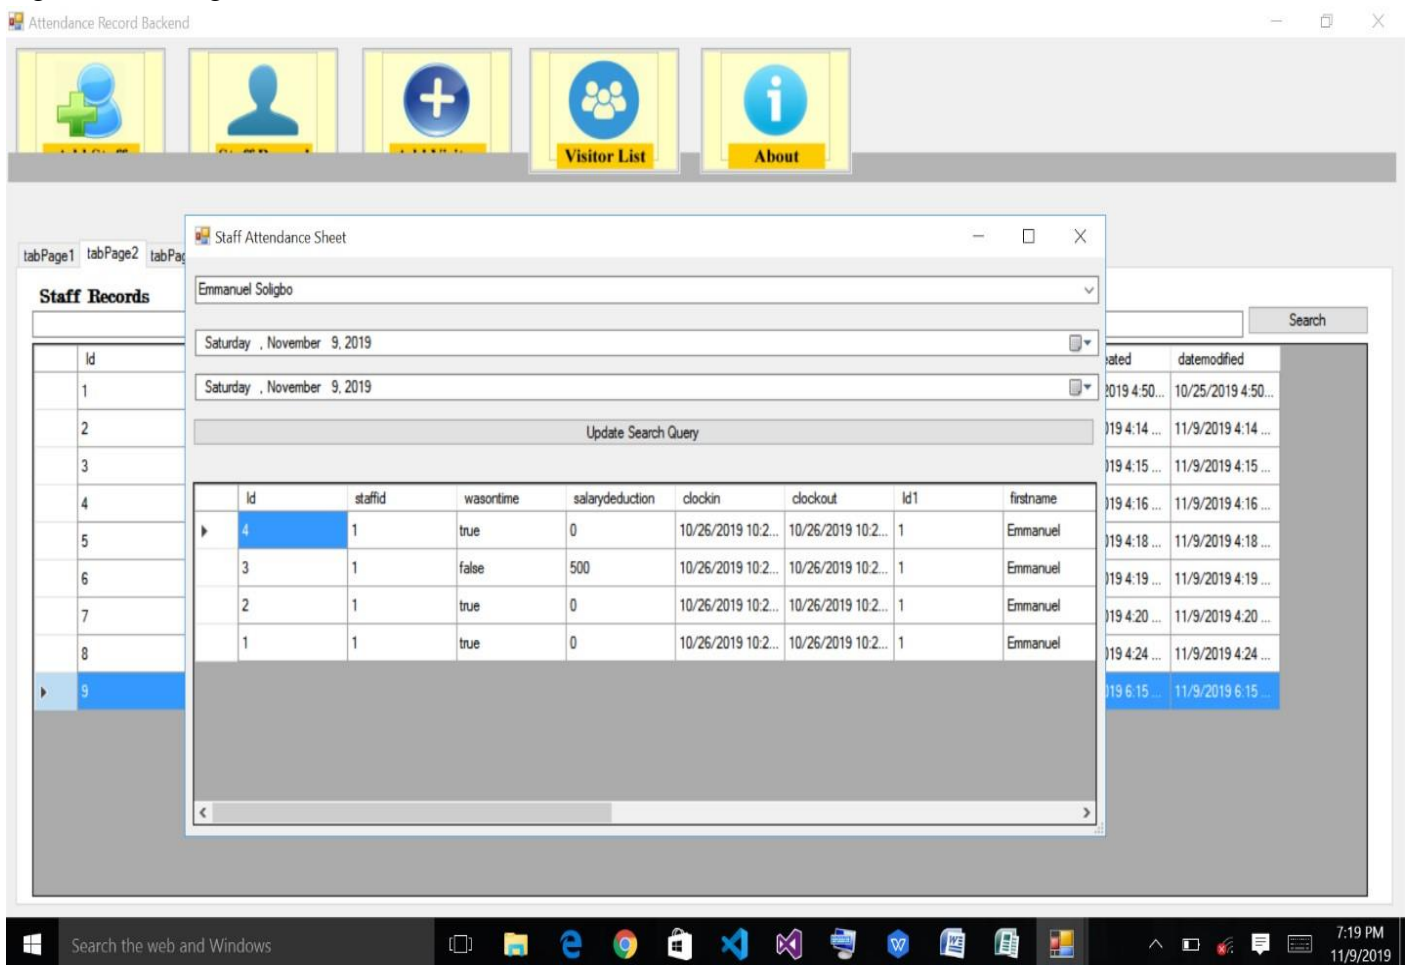 Attendance Record Backend
Visitor List
About
Staff Attendance Sheet
tabPage1 tabPage2
Staff Records
Emmanuel Soligbo
Search
Saturday , November 9, 2019
Saturday , November 9, 2019
Update Search Query
Id datemodified
1 10/25/2019 4:50...
2 11/9/2019 4:14 ...
3 11/9/2019 4:15 ...
4 11/9/2019 4:16 ...
5 11/9/2019 4:18 ...
6 11/9/2019 4:19 ...
7 11/9/2019 4:20 ...
8 11/9/2019 4:24 ...
9 11/9/2019 6:15 ...
Id staffid wasontime salarydeduction clockin clockout Id1 firstname
4 1 true 0 10/26/2019 10:2... 10/26/2019 10:2... 1 Emmanuel
3 1 false 500 10/26/2019 10:2... 10/26/2019 10:2... 1 Emmanuel
2 1 true 0 10/26/2019 10:2... 10/26/2019 10:2... 1 Emmanuel
1 1 true 0 10/26/2019 10:2... 10/26/2019 10:2... 1 Emmanuel
Search the web and Windows
7:19 PM
11/9/2019